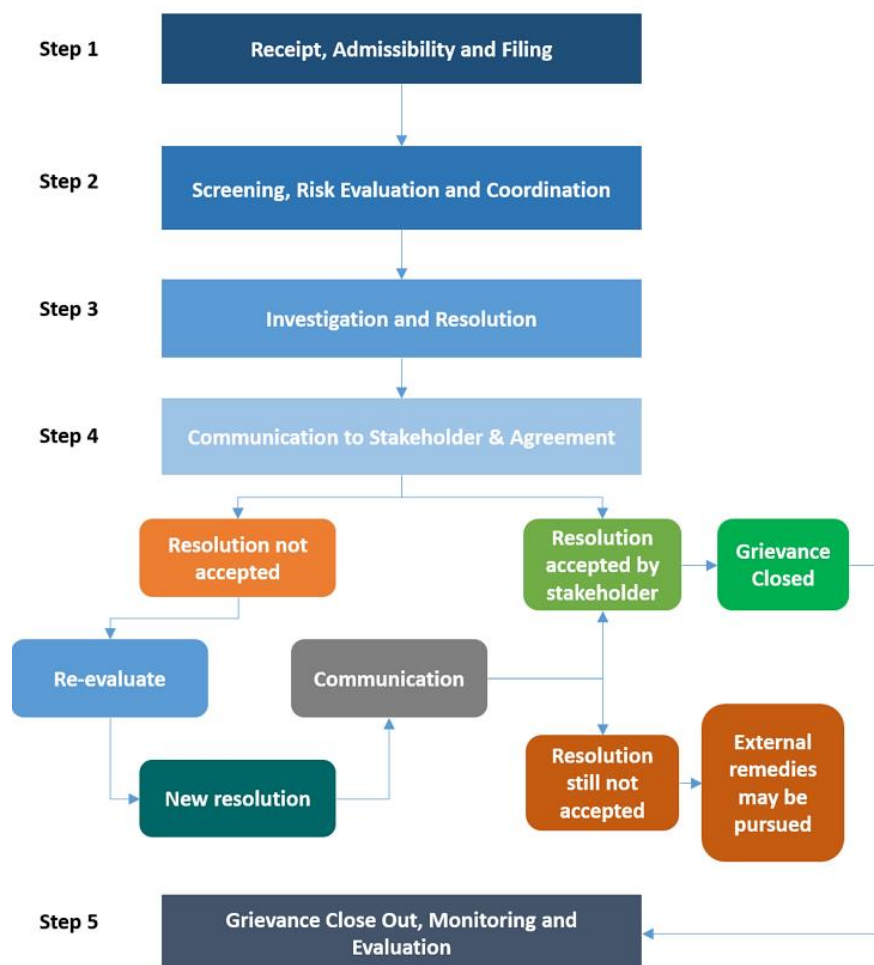 Step 1
Receipt, Admissibility and Filing
Step 2
Screening, Risk Evaluation and Coordination
Step 3
Investigation and Resolution
Step 4
Communication to Stakeholder & Agreement
Resolution not
accepted
Resolution
accepted by
stakeholder
Grievance
Closed
Re-evaluate
Communication
New resolution
Resolution
still not
accepted
External
remedies
may be
pursued
Step 5
Grievance Close Out, Monitoring and
Evaluation